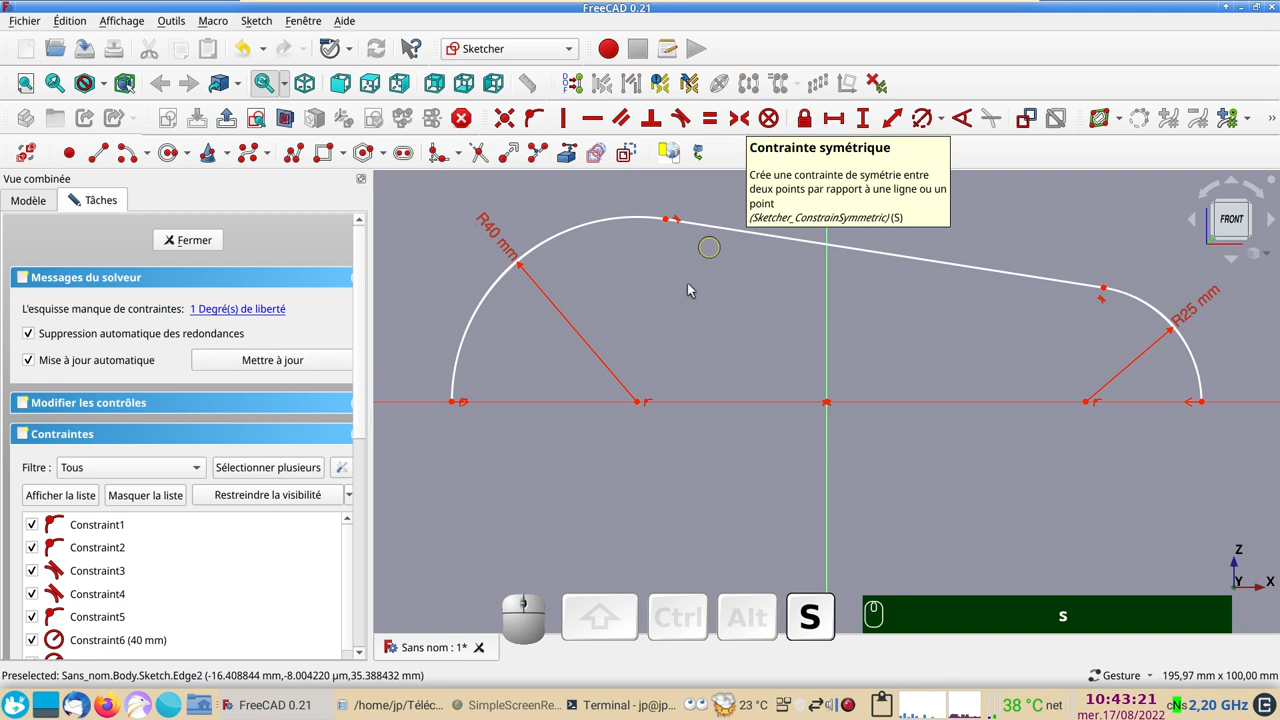 FreeCAD 0.21
Fichier Édition Affichage Outils Macro Sketch Fenêtre Aide
Sketcher
Contrainte symétrique
Crée une contrainte de symétrie entre
deux points par rapport à une ligne ou un
point
(Sketcher_ConstrainSymmetric) (S)
Vue combinée
Modèle
Tâches
FRONT
Fermer
Messages du solveur
L'esquisse manque de contraintes: 1 Degré(s) de liberté
Suppression automatique des redondances
Mise à jour automatique
Mettre à jour
Modifier les contrôles
Contraintes
Filtre : Tous
Sélectionner plusieurs
Afficher la liste
Masquer la liste
Restreindre la visibilité
Constraint1
Constraint2
Constraint3
Constraint4
Constraint5
Constraint6 (40 mm)
R40 mm
R25 mm
Z
Y
X
Ctrl
Alt
S
s
Sans nom : 1*
Preselected: Sans_nom.Body.Sketch.Edge2 (-16.408844 mm,-8.004220 µm,35.388432 mm)
Gesture
195,97 mm x 100,00 mm
FreeCAD 0.21
/home/jp/Téléc...
SimpleScreenRe...
Terminal - jp@jp...
23 °C
38 °C net
10:43:21
mer.17/08/2022
2,20 GHz